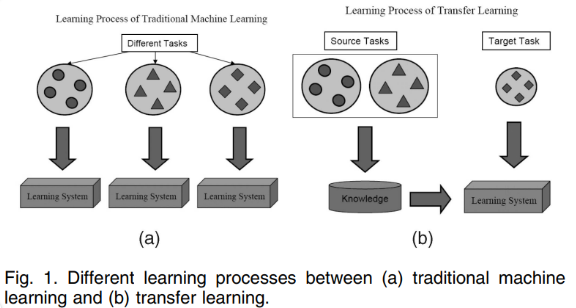 Learning Process of Traditional Machine Learning
Different Tasks
Learning System
Learning System
Learning System
(a)
Learning Process of Transfer Learning
Source Tasks
Target Task
Knowledge
Learning System
(b)
Fig. 1. Different learning processes between (a) traditional machine
learning and (b) transfer learning.